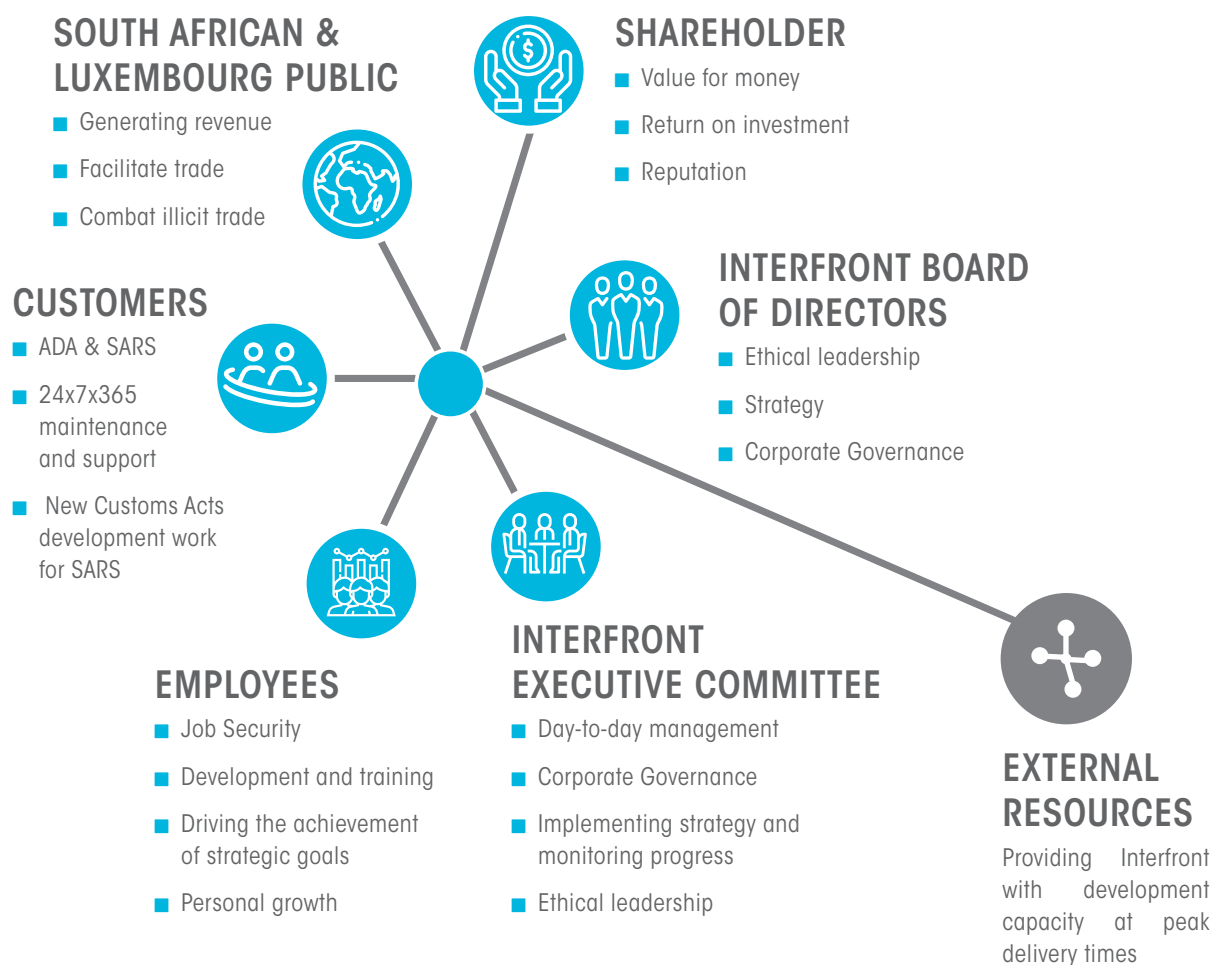 SOUTH AFRICAN &
LUXEMBOURG PUBLIC
Generating revenue
Facilitate trade
Combat illicit trade
SHAREHOLDER
Value for money
Return on investment
Reputation
$
INTERFRONT BOARD
OF DIRECTORS
Ethical leadership
Strategy
Corporate Governance
CUSTOMERS
ADA & SARS
24x7x365
maintenance
and support
New Customs Acts
development work
for SARS
EMPLOYEES
Job Security
Development and training
Driving the achievement
of strategic goals
Personal growth
INTERFRONT
EXECUTIVE COMMITTEE
Day-to-day management
Corporate Governance
Implementing strategy and
monitoring progress
Ethical leadership
EXTERNAL
RESOURCES
Providing Interfront
with development
capacity at peak
delivery times